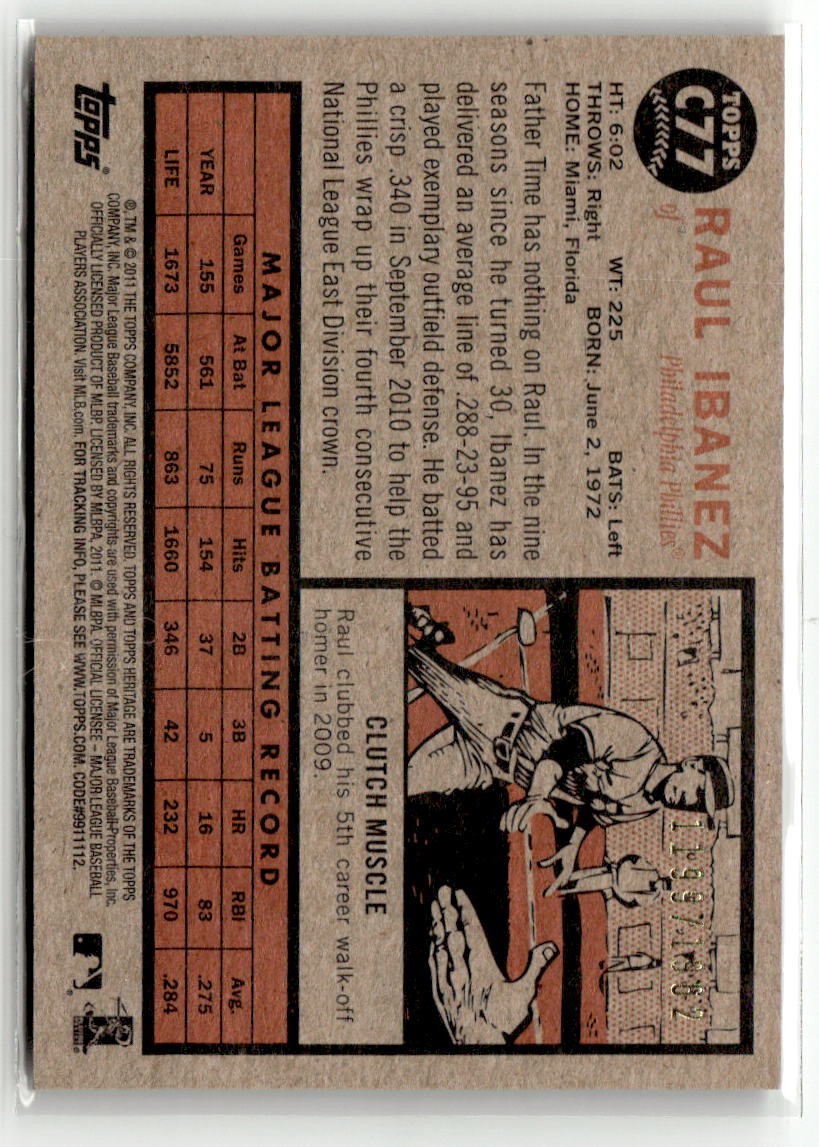 TOPPS
C77
RAUL IBANEZ
of Philadelphia Phillies®
HT: 6:02 WT: 225 BATS: Left
THROWS: Right BORN: June 2, 1972
HOME: Miami, Florida
Father Time has nothing on Raul. In the nine
seasons since he turned 30, Ibanez has
delivered an average line of .288-23-95 and
played exemplary outfield defense. He batted
a crisp .340 in September 2010 to help the
Phillies wrap up their fourth consecutive
National League East Division crown.
CLUTCH MUSCLE
Raul clubbed his 5th career walk-off
homer in 2009.
MAJOR LEAGUE BATTING RECORD
Games At Bat Runs Hits 2B 3B HR RBI Avg.
YEAR 155 561 75 154 37 5 16 83 .275
LIFE 1673 5852 863 1660 346 42 232 970 .284
topps®
®, TM & © 2011 THE TOPPS COMPANY, INC. ALL RIGHTS RESERVED. TOPPS AND TOPPS HERITAGE ARE TRADEMARKS OF THE TOPPS
COMPANY, INC. Major League Baseball trademarks and copyrights are used with permission of Major League Baseball Properties, Inc.
OFFICIALLY LICENSED PRODUCT OF MLBP. LICENSED BY MLBPA, 2011. © MLBPA. OFFICIAL LICENSEE – MAJOR LEAGUE BASEBALL
PLAYERS ASSOCIATION. Visit MLB.com. FOR TRACKING INFO, PLEASE SEE WWW.TOPPS.COM. CODE#9911112.